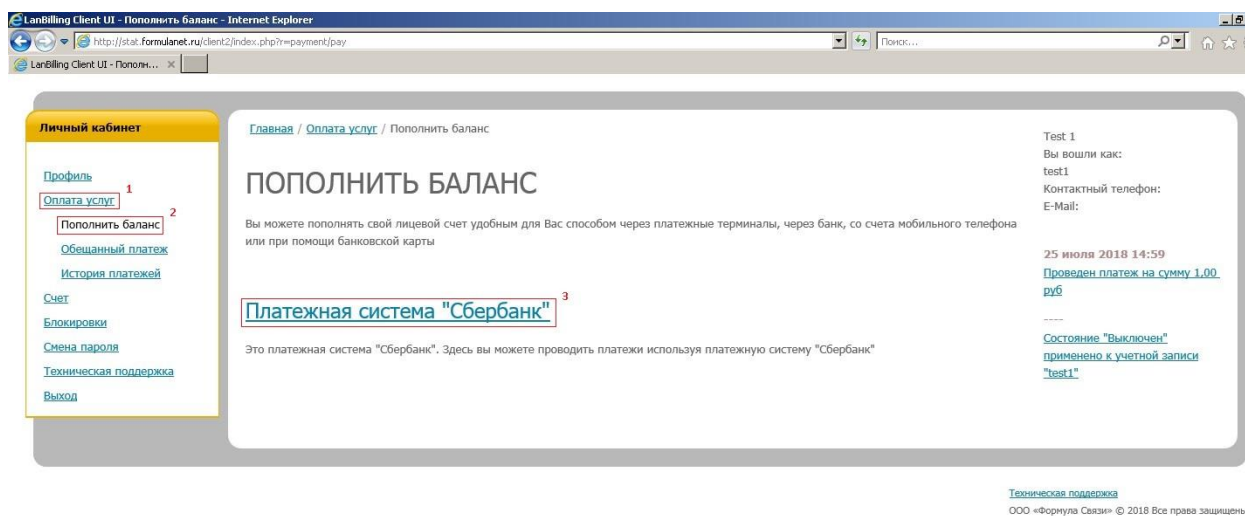 LanBilling Client UI - Пополнить баланс - Internet Explorer
http://stat.formulanet.ru/client2/index.php?r=payment/pay
Поиск...
LanBilling Client UI - Пополн...
Личный кабинет
Профиль
1
Оплата услуг
2
Пополнить баланс
Обещанный платеж
История платежей
Счет
Блокировки
Смена пароля
Техническая поддержка
Выход
Главная / Оплата услуг / Пополнить баланс
ПОПОЛНИТЬ БАЛАНС
Вы можете пополнять свой лицевой счет удобным для Вас способом через платежные терминалы, через банк, со счета мобильного телефона
или при помощи банковской карты
Платежная система "Сбербанк"
3
Это платежная система "Сбербанк". Здесь вы можете проводить платежи используя платежную систему "Сбербанк"
Test 1
Вы вошли как:
test1
Контактный телефон:
E-Mail:
25 июля 2018 14:59
Проведен платеж на сумму 1,00
руб
----
Состояние "Выключен"
применено к учетной записи
"test1"
Техническая поддержка
ООО «Формула Связи» © 2018 Все права защищены